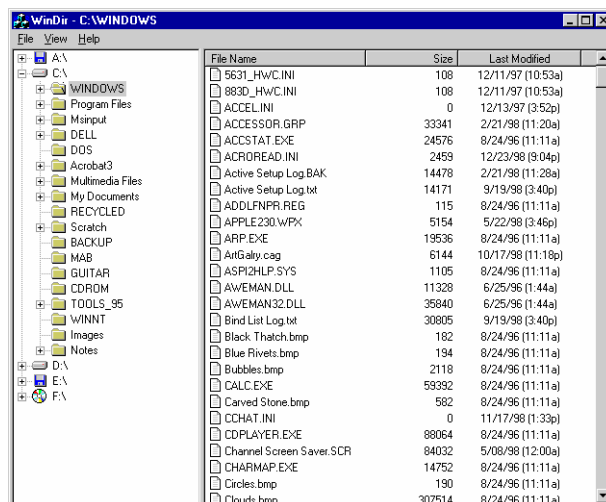 WinDir - C:\WINDOWS
File View Help
A:\
C:\
WINDOWS
Program Files
Msinput
DELL
DOS
Acrobat3
Multimedia Files
My Documents
RECYCLED
Scratch
BACKUP
MAB
GUITAR
CDROM
TOOLS_95
WINNT
Images
Notes
D:\
E:\
F:\
File Name Size Last Modified
5631_HWC.INI 108 12/11/97 (10:53a)
883D_HWC.INI 108 12/11/97 (10:53a)
ACCEL.INI 0 12/13/97 (3:52p)
ACCESSOR.GRP 33341 2/21/98 (11:20a)
ACCSTAT.EXE 24576 8/24/96 (11:11a)
ACROREAD.INI 2459 12/23/98 (9:04p)
Active Setup Log.BAK 14478 2/21/98 (11:28a)
Active Setup Log.txt 14171 9/19/98 (3:40p)
ADDLFNPR.REG 115 8/24/96 (11:11a)
APPLE230.WPX 5154 5/22/98 (3:46p)
ARP.EXE 19536 8/24/96 (11:11a)
ArtGalry.cag 6144 10/17/98 (11:18p)
ASPI2HLP.SYS 1105 8/24/96 (11:11a)
AWEMAN.DLL 11328 6/25/96 (1:44a)
AWEMAN32.DLL 35840 6/25/96 (1:44a)
Bind List Log.txt 30805 9/19/98 (3:40p)
Black Thatch.bmp 182 8/24/96 (11:11a)
Blue Rivets.bmp 194 8/24/96 (11:11a)
Bubbles.bmp 2118 8/24/96 (11:11a)
CALC.EXE 59392 8/24/96 (11:11a)
Carved Stone.bmp 582 8/24/96 (11:11a)
CCHAT.INI 0 11/17/98 (1:33p)
CDPLAYER.EXE 88064 8/24/96 (11:11a)
Channel Screen Saver.SCR 84032 5/08/98 (12:00a)
CHARMAP.EXE 14752 8/24/96 (11:11a)
Circles.bmp 190 8/24/96 (11:11a)
Clouds.bmp 307514 8/24/96 (11:11a)